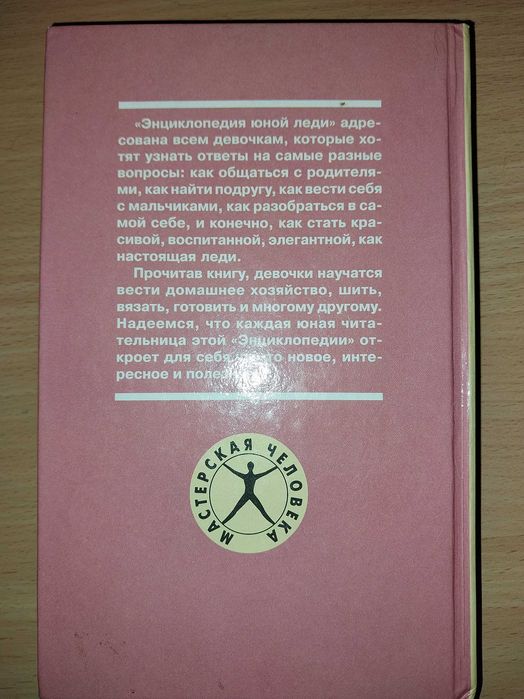 «Энциклопедия юной леди» адре-
сована всем девочкам, которые хо-
тят узнать ответы на самые разные
вопросы: как общаться с родителя-
ми, как найти подругу, как вести себя
с мальчиками, как разобраться в са-
мой себе, и конечно, как стать кра-
сивой, воспитанной, элегантной, как
настоящая леди.
Прочитав книгу, девочки научатся
вести домашнее хозяйство, шить,
вязать, готовить и многому другому.
Надеемся, что каждая юная чита-
тельница этой «Энциклопедии» от-
кроет для себя новое, инте-
ресное и
МАСТЕРСКАЯ ЧЕЛОВЕКА